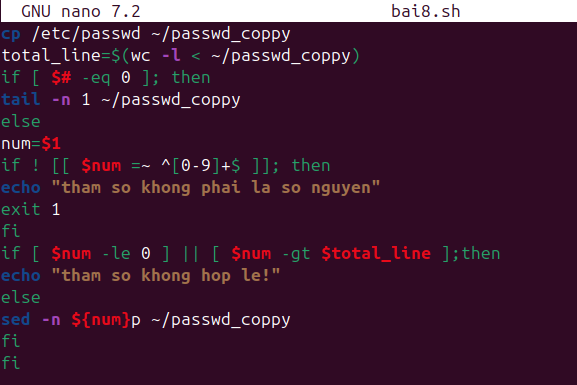 GNU nano 7.2 bai8.sh
cp /etc/passwd ~/passwd_coppy
total_line=$(wc -l < ~/passwd_coppy)
if [ $# -eq 0 ]; then
tail -n 1 ~/passwd_coppy
else
num=$1
if ! [[ $num =~ ^[0-9]+$ ]]; then
echo "tham so khong phai la so nguyen"
exit 1
fi
if [ $num -le 0 ] || [ $num -gt $total_line ];then
echo "tham so khong hop le!"
else
sed -n ${num}p ~/passwd_coppy
fi
fi